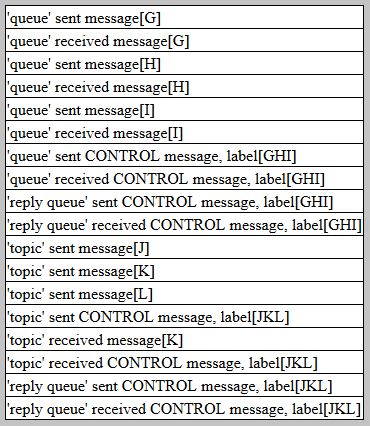 'queue' sent message[G]
'queue' received message[G]
'queue' sent message[H]
'queue' received message[H]
'queue' sent message[I]
'queue' received message[I]
'queue' sent CONTROL message, label[GHI]
'queue' received CONTROL message, label[GHI]
'reply queue' sent CONTROL message, label[GHI]
'reply queue' received CONTROL message, label[GHI]
'topic' sent message[J]
'topic' sent message[K]
'topic' sent message[L]
'topic' sent CONTROL message, label[JKL]
'topic' received message[K]
'topic' received CONTROL message, label[JKL]
'reply queue' sent CONTROL message, label[JKL]
'reply queue' received CONTROL message, label[JKL]